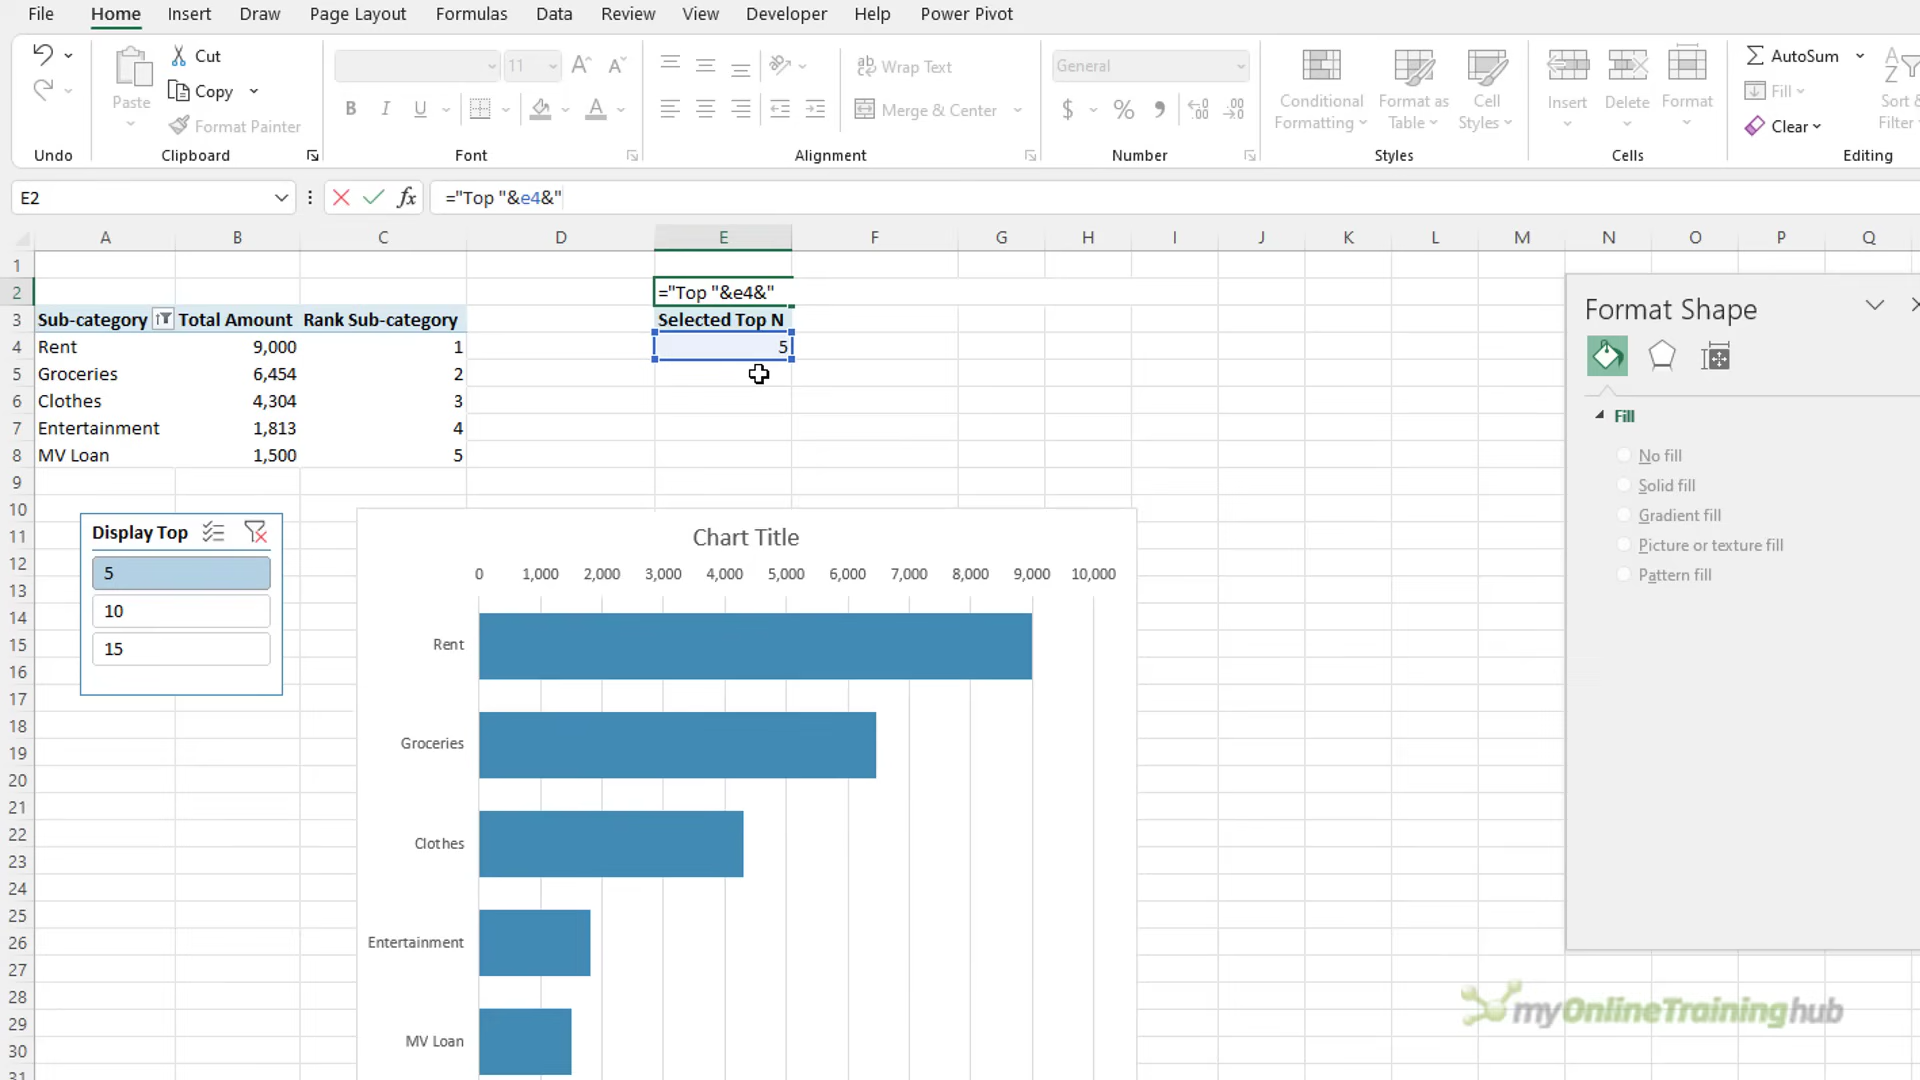 File Home Insert Draw Page Layout Formulas Data Review View Developer Help Power Pivot
Cut
Copy
Format Painter
Paste
11
Wrap Text
Merge & Center
General
Conditional Formatting
Format as Table
Cell Styles
Insert
Delete
Format
AutoSum
Fill
Clear
Sort &
Filter
Undo Clipboard Font Alignment Number Styles Cells Editing
E2
fx
="Top "&e4&"
A B C D E F G H I J K L M N O P Q
1
2 ="Top "&e4&"
3 Sub-category Total Amount Rank Sub-category Selected Top N
4 Rent 9,000 1 5
5 Groceries 6,454 2
6 Clothes 4,304 3
7 Entertainment 1,813 4
8 MV Loan 1,500 5
9
10
11
12
13
14
15
16
17
18
19
20
21
22
23
24
25
26
27
28
29
30
31
Display Top
5
10
15
Chart Title
0 1,000 2,000 3,000 4,000 5,000 6,000 7,000 8,000 9,000 10,000
Rent
Groceries
Clothes
Entertainment
MV Loan
Format Shape
Fill
No fill
Solid fill
Gradient fill
Picture or texture fill
Pattern fill
myOnlineTraininghub